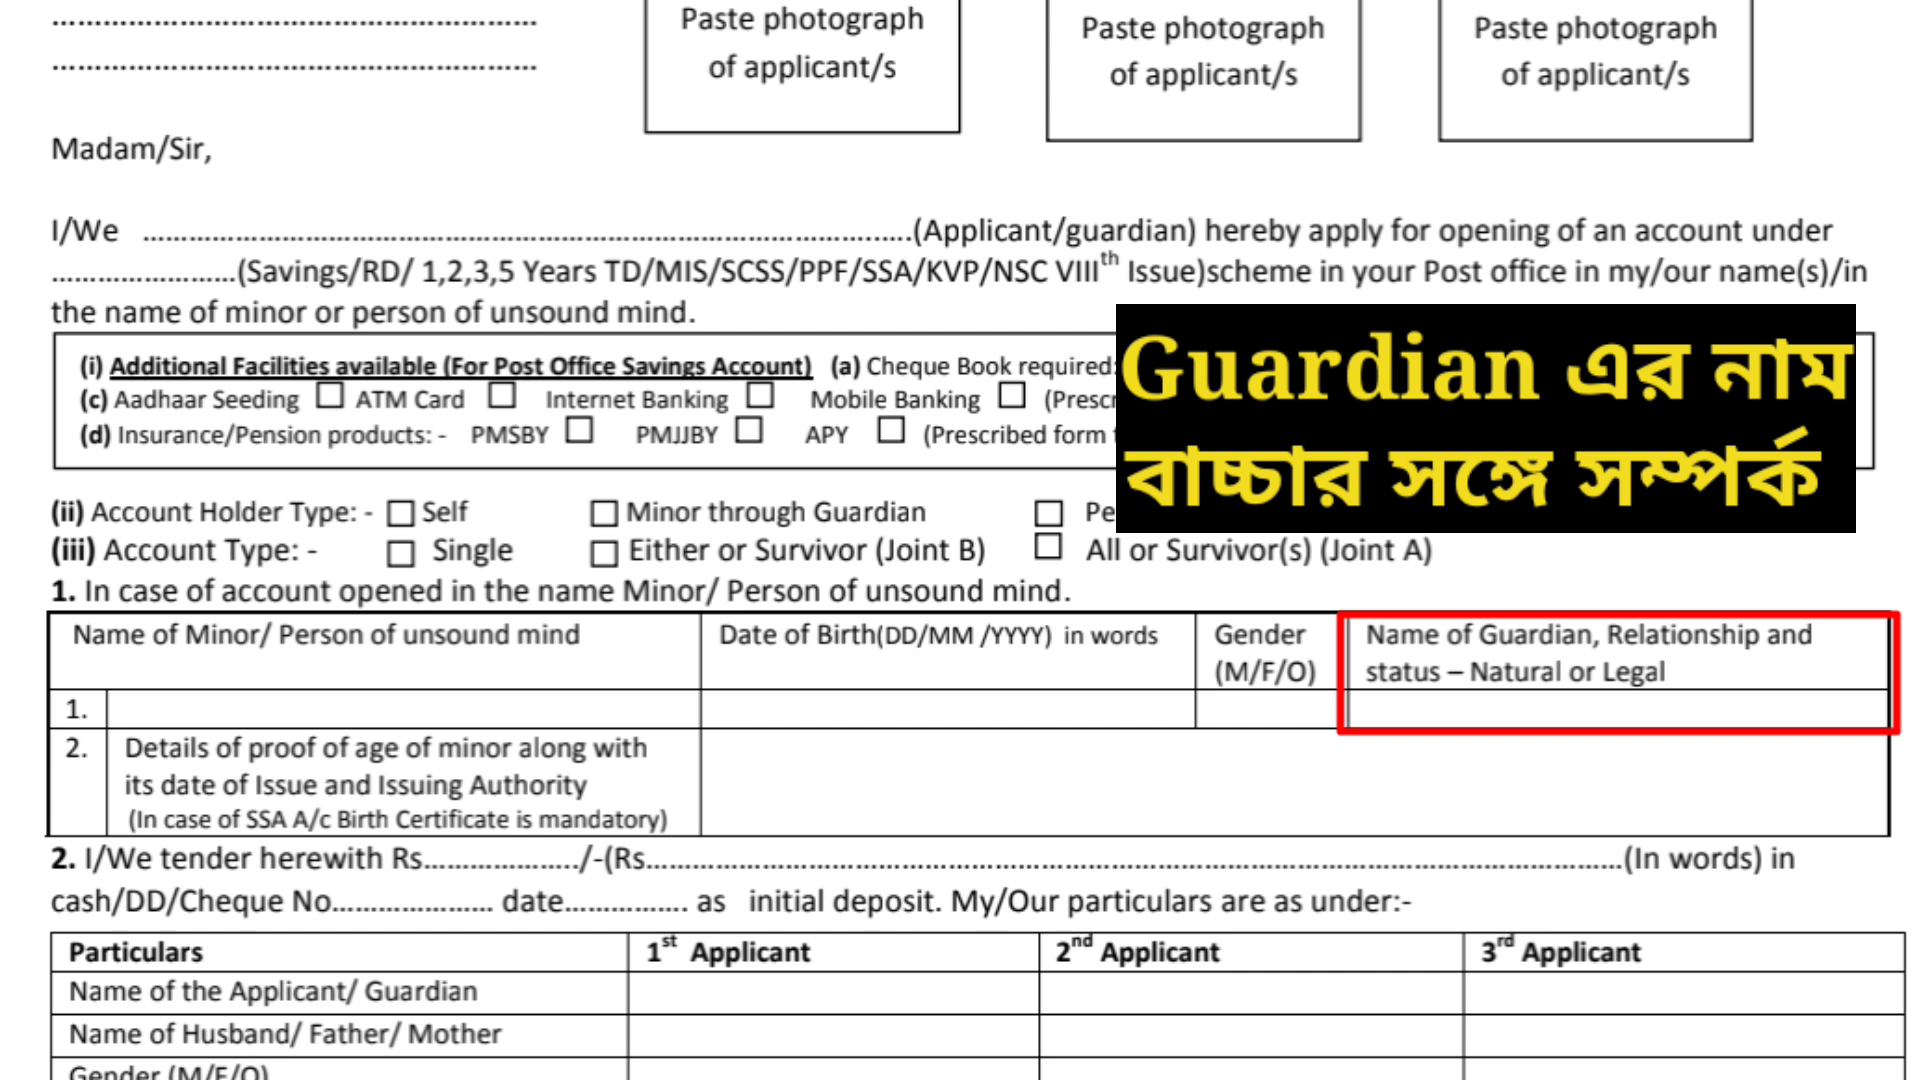 ........................................................
........................................................
Paste photograph
of applicant/s
Paste photograph
of applicant/s
Paste photograph
of applicant/s
Madam/Sir,
I/We ........................................................................................(Applicant/guardian) hereby apply for opening of an account under
.....................(Savings/RD/ 1,2,3,5 Years TD/MIS/SCSS/PPF/SSA/KVP/NSC VIIIth Issue)scheme in your Post office in my/our name(s)/in
the name of minor or person of unsound mind.
(i) Additional Facilities available (For Post Office Savings Account) (a) Cheque Book required:
(c) Aadhaar Seeding ☐ ATM Card ☐ Internet Banking ☐ Mobile Banking ☐
(d) Insurance/Pension products: - PMSBY ☐ PMJJBY ☐ APY ☐ (Prescribed form
Guardian এর নাম
বাচ্চার সঙ্গে সম্পর্ক
(ii) Account Holder Type: - ☐ Self ☐ Minor through Guardian ☐
(iii) Account Type: - ☐ Single ☐ Either or Survivor (Joint B) ☐ All or Survivor(s) (Joint A)
1. In case of account opened in the name Minor/ Person of unsound mind.
Name of Minor/ Person of unsound mind
Date of Birth(DD/MM /YYYY) in words
Gender
(M/F/O)
Name of Guardian, Relationship and
status – Natural or Legal
1.
2. Details of proof of age of minor along with
its date of Issue and Issuing Authority
(In case of SSA A/c Birth Certificate is mandatory)
2. I/We tender herewith Rs................../-(Rs..................................................................................................................(In words) in
cash/DD/Cheque No................... date................ as initial deposit. My/Our particulars are as under:-
Particulars 1st Applicant 2nd Applicant 3rd Applicant
Name of the Applicant/ Guardian
Name of Husband/ Father/ Mother
Gender (M/F/O)